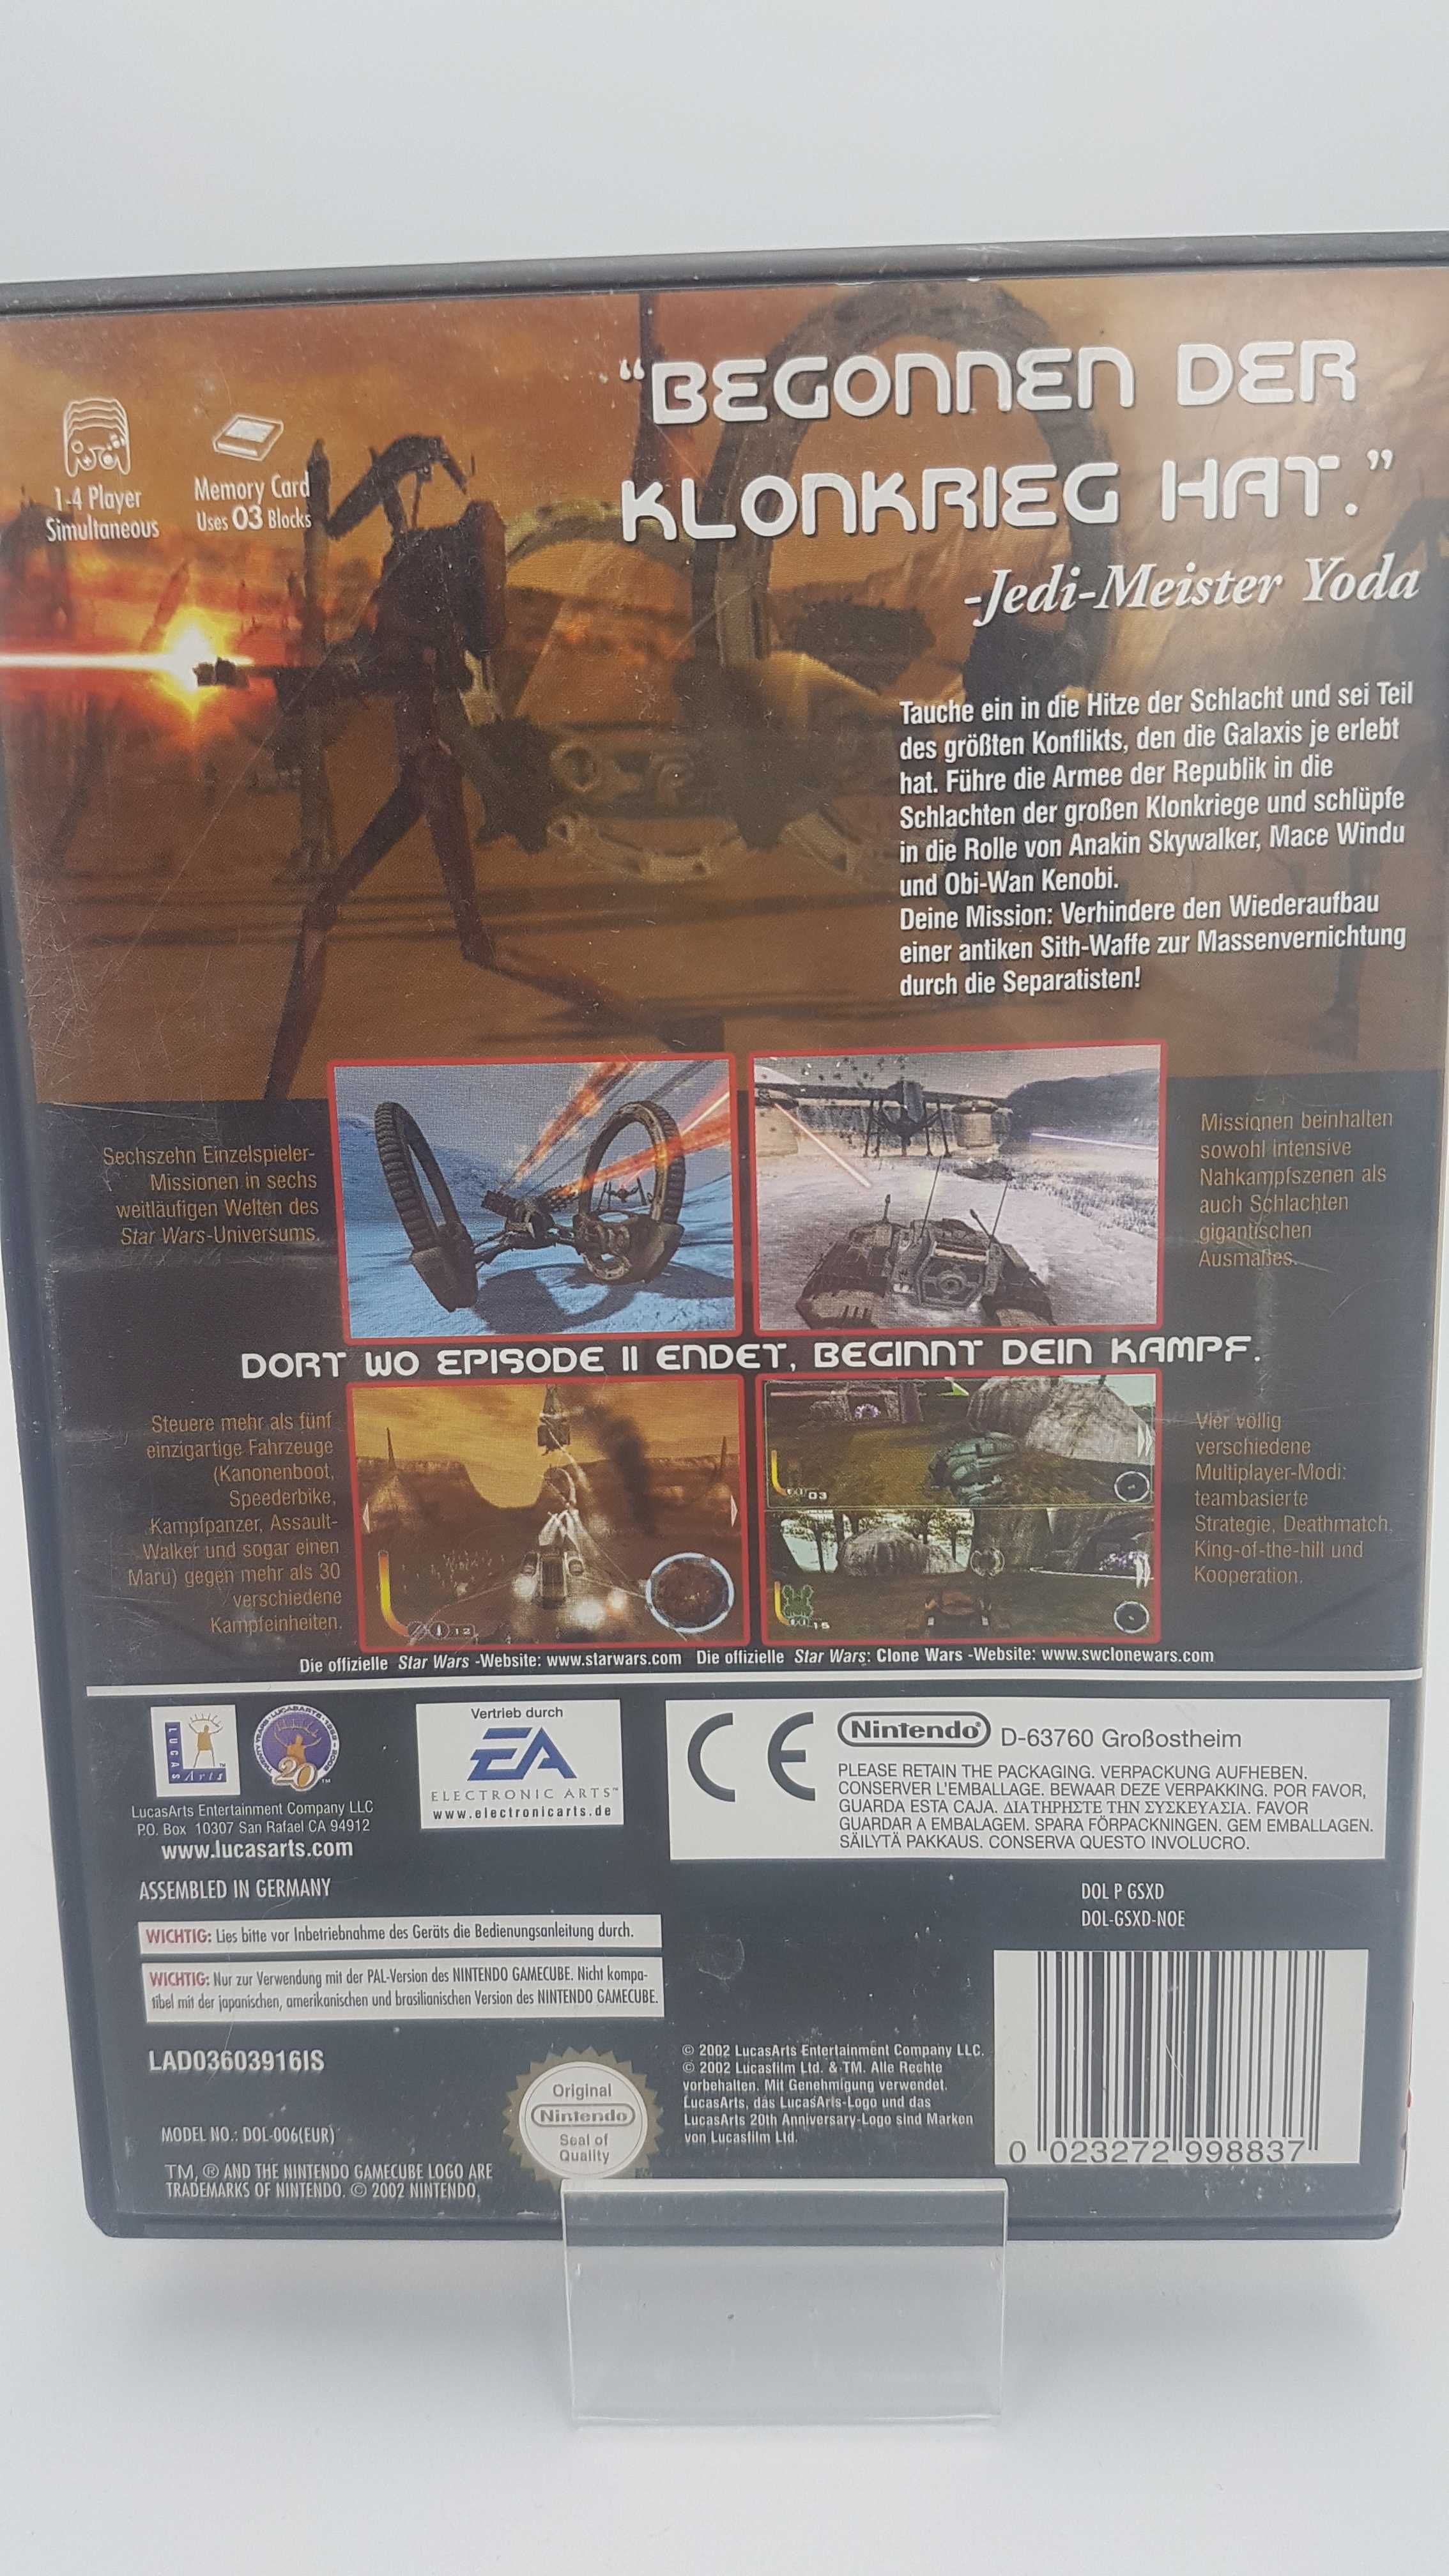 "BEGONNEN DER
KLONKRIEG HAT."
-Jedi-Meister Yoda
1-4 Player
Simultaneous
Memory Card
Uses 03 Blocks
Tauche ein in die Hitze der Schlacht und sei Teil
des größten Konflikts, den die Galaxis je erlebt
hat. Führe die Armee der Republik in die
Schlachten der großen Klonkriege und schlüpfe
in die Rolle von Anakin Skywalker, Mace Windu
und Obi-Wan Kenobi.
Deine Mission: Verhindere den Wiederaufbau
einer antiken Sith-Waffe zur Massenvernichtung
durch die Separatisten!
Sechszehn Einzelspieler-
Missionen in sechs
weitläufigen Welten des
Star Wars-Universums.
Missionen beinhalten
sowohl intensive
Nahkampfszenen als
auch Schlachten
gigantischen
Ausmaßes.
DORT WO EPISODE II ENDET, BEGINNT DEIN KAMPF.
Steuere mehr als fünf
einzigartige Fahrzeuge
(Kanonenboot,
Speederbike,
Kampfpanzer, Assault-
Walker und sogar einen
Maru) gegen mehr als 30
verschiedene
Kampfeinheiten.
12
03
15
Vier völlig
verschiedene
Multiplayer-Modi:
teambasierte
Strategie, Deathmatch,
King-of-the-hill und
Kooperation.
Die offizielle Star Wars -Website: www.starwars.com Die offizielle Star Wars: Clone Wars -Website: www.swclonewars.com
LUCAS
Arts
20
LucasArts Entertainment Company LLC
P.O. Box 10307 San Rafael CA 94912
www.lucasarts.com
Vertrieb durch
EA
ELECTRONIC ARTS™
www.electronicarts.de
CE
Nintendo® D-63760 Großostheim
PLEASE RETAIN THE PACKAGING. VERPACKUNG AUFHEBEN.
CONSERVER L'EMBALLAGE. BEWAAR DEZE VERPAKKING. POR FAVOR,
GUARDA ESTA CAJA. ΔΙΑΤΗΡΗΣΤΕ ΤΗΝ ΣΥΣΚΕΥΑΣΙΑ. FAVOR
GUARDAR A EMBALAGEM. SPARA FÖRPACKNINGEN. GEM EMBALLAGEN.
SÄILYTÄ PAKKAUS. CONSERVA QUESTO INVOLUCRO.
ASSEMBLED IN GERMANY
DOL P GSXD
DOL-GSXD-NOE
WICHTIG: Lies bitte vor Inbetriebnahme des Geräts die Bedienungsanleitung durch.
WICHTIG: Nur zur Verwendung mit der PAL-Version des NINTENDO GAMECUBE. Nicht kompa-
tibel mit der japanischen, amerikanischen und brasilianischen Version des NINTENDO GAMECUBE.
LAD03603916IS
MODEL NO.: DOL-006(EUR)
TM, ® AND THE NINTENDO GAMECUBE LOGO ARE
TRADEMARKS OF NINTENDO. © 2002 NINTENDO.
Original
Nintendo
Seal of
Quality
© 2002 LucasArts Entertainment Company LLC.
© 2002 Lucasfilm Ltd. & TM. Alle Rechte
vorbehalten. Mit Genehmigung verwendet.
LucasArts, das LucasArts-Logo und das
LucasArts 20th Anniversary-Logo sind Marken
von Lucasfilm Ltd.
0 023272 998837